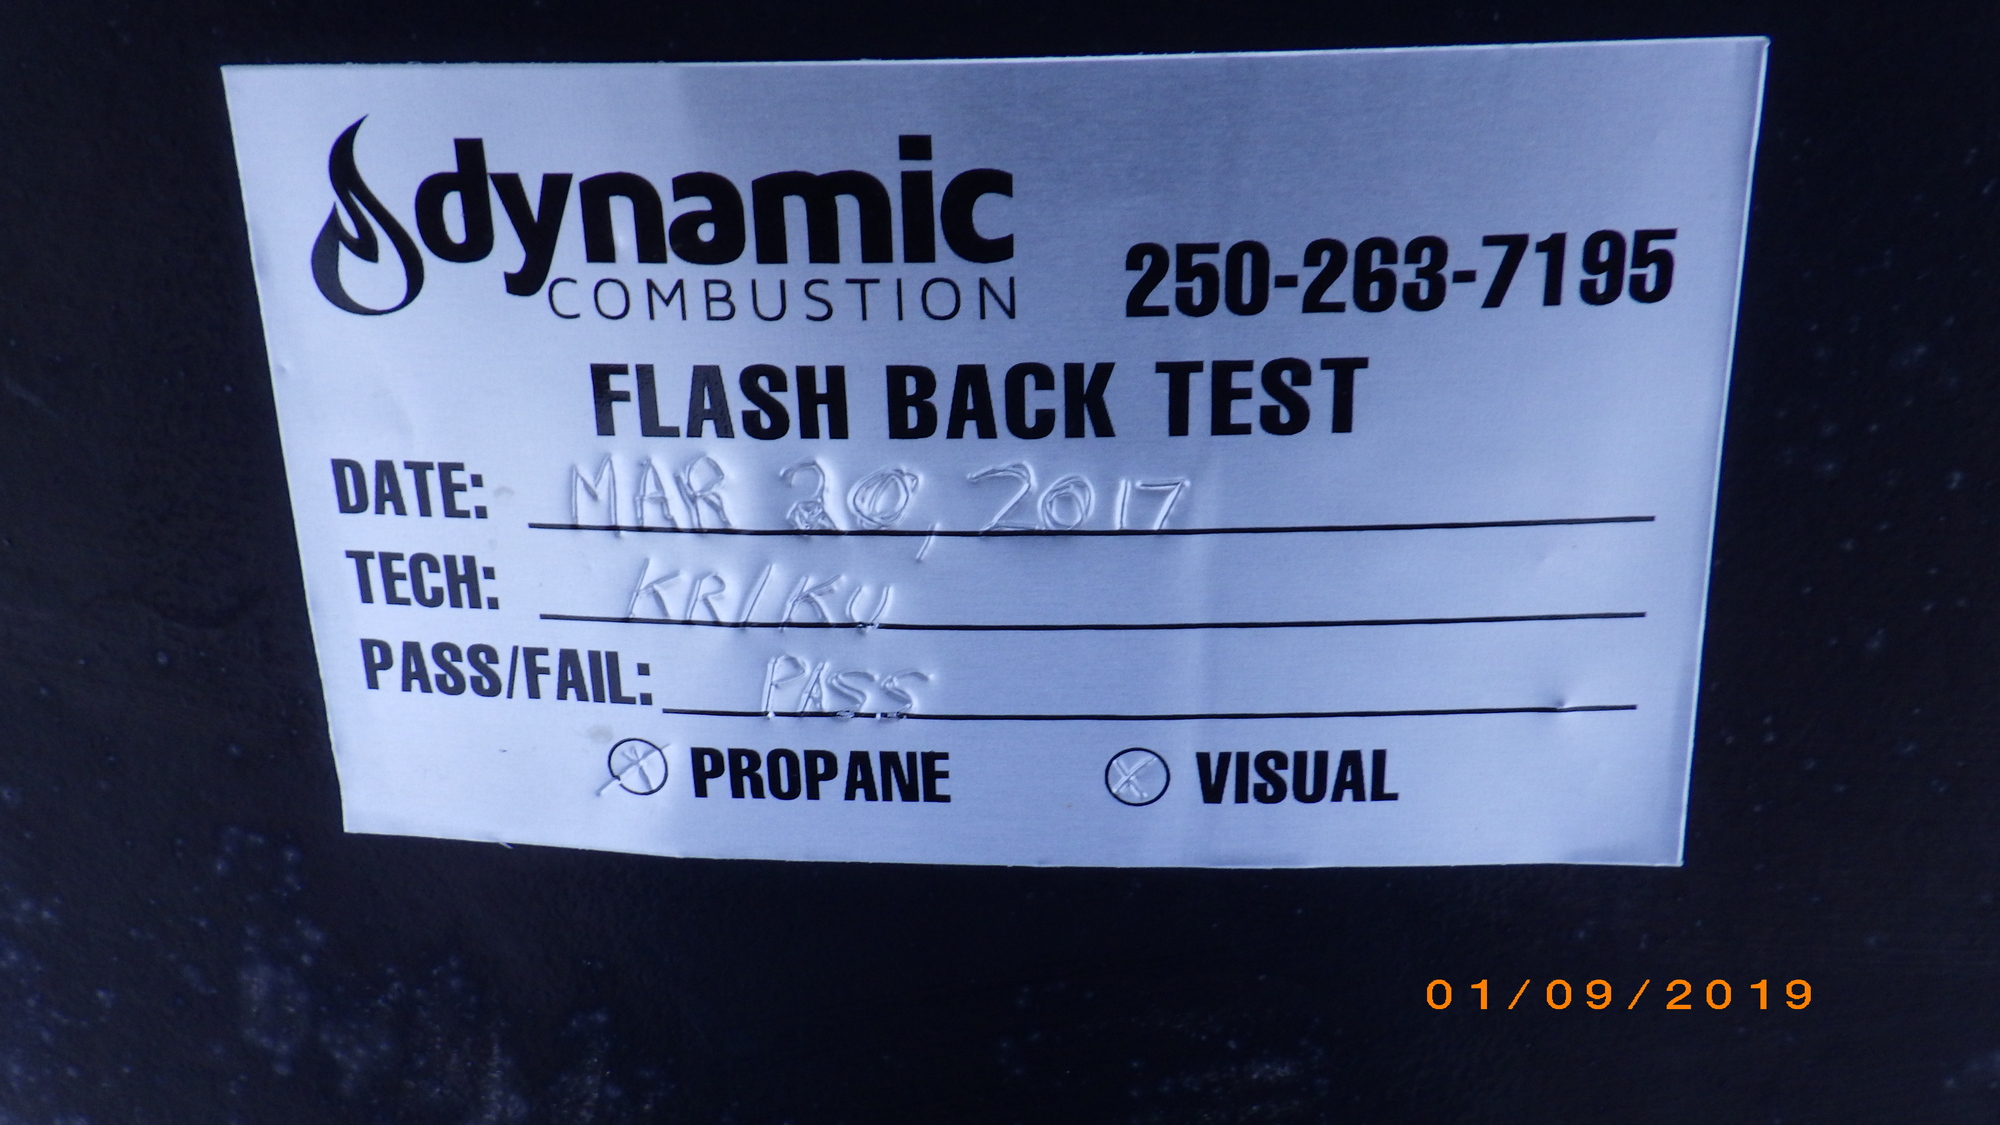 dynamic
COMBUSTION
250-263-7195
FLASH BACK TEST
DATE: MAR 20, 2017
TECH: KR/KU
PASS/FAIL: PASS
PROPANE VISUAL
01/09/2019